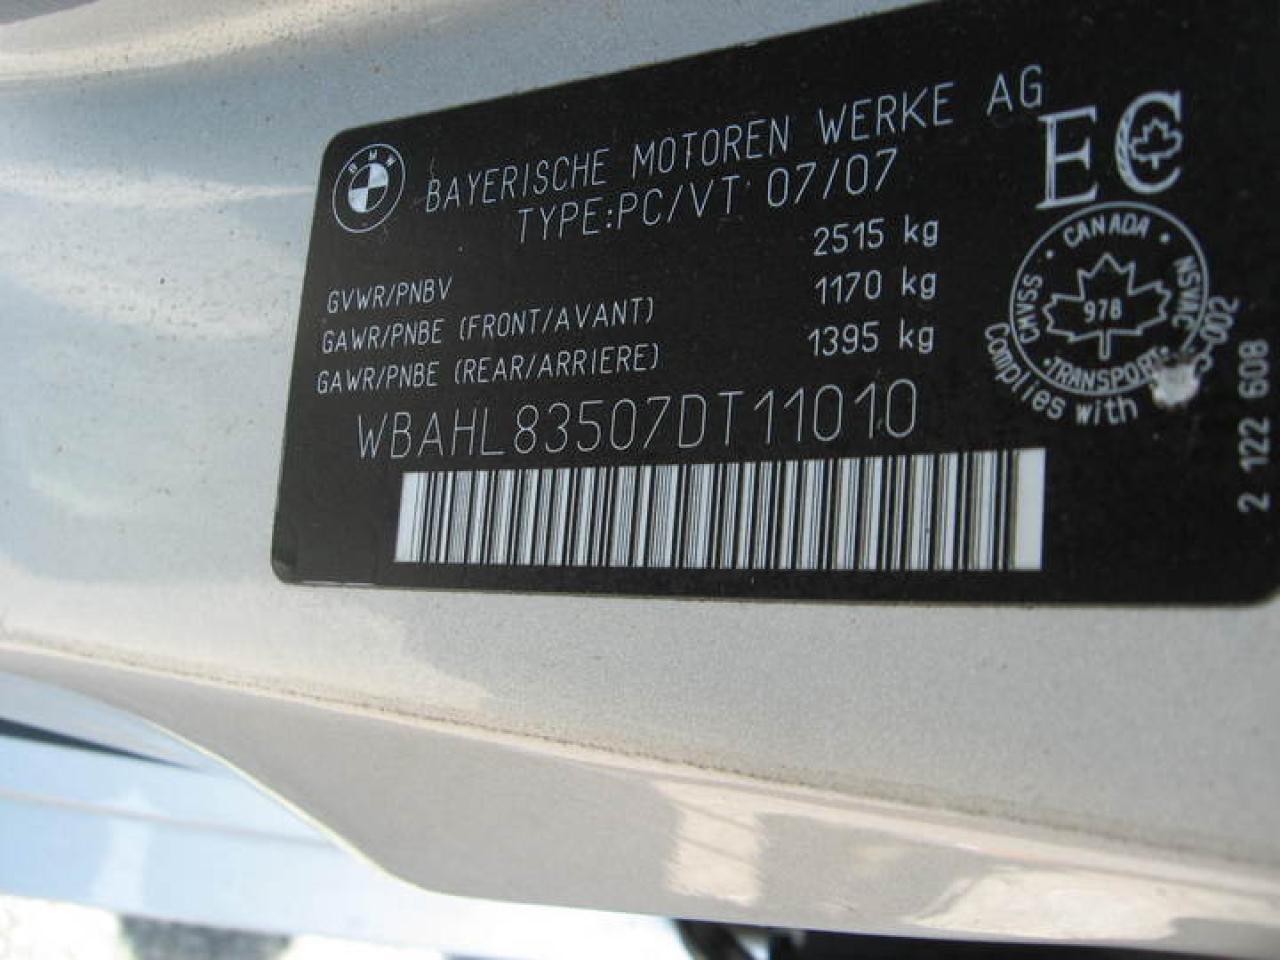 BMW
BAYERISCHE MOTOREN WERKE AG
TYPE:PC/VT 07/07
GVWR/PNBV 2515 kg
GAWR/PNBE (FRONT/AVANT) 1170 kg
GAWR/PNBE (REAR/ARRIERE) 1395 kg
WBAHL83507DT11010
EC
CANADA
CMVSS
NSVAC
978
TRANSPORT
Complies with
2 122 608